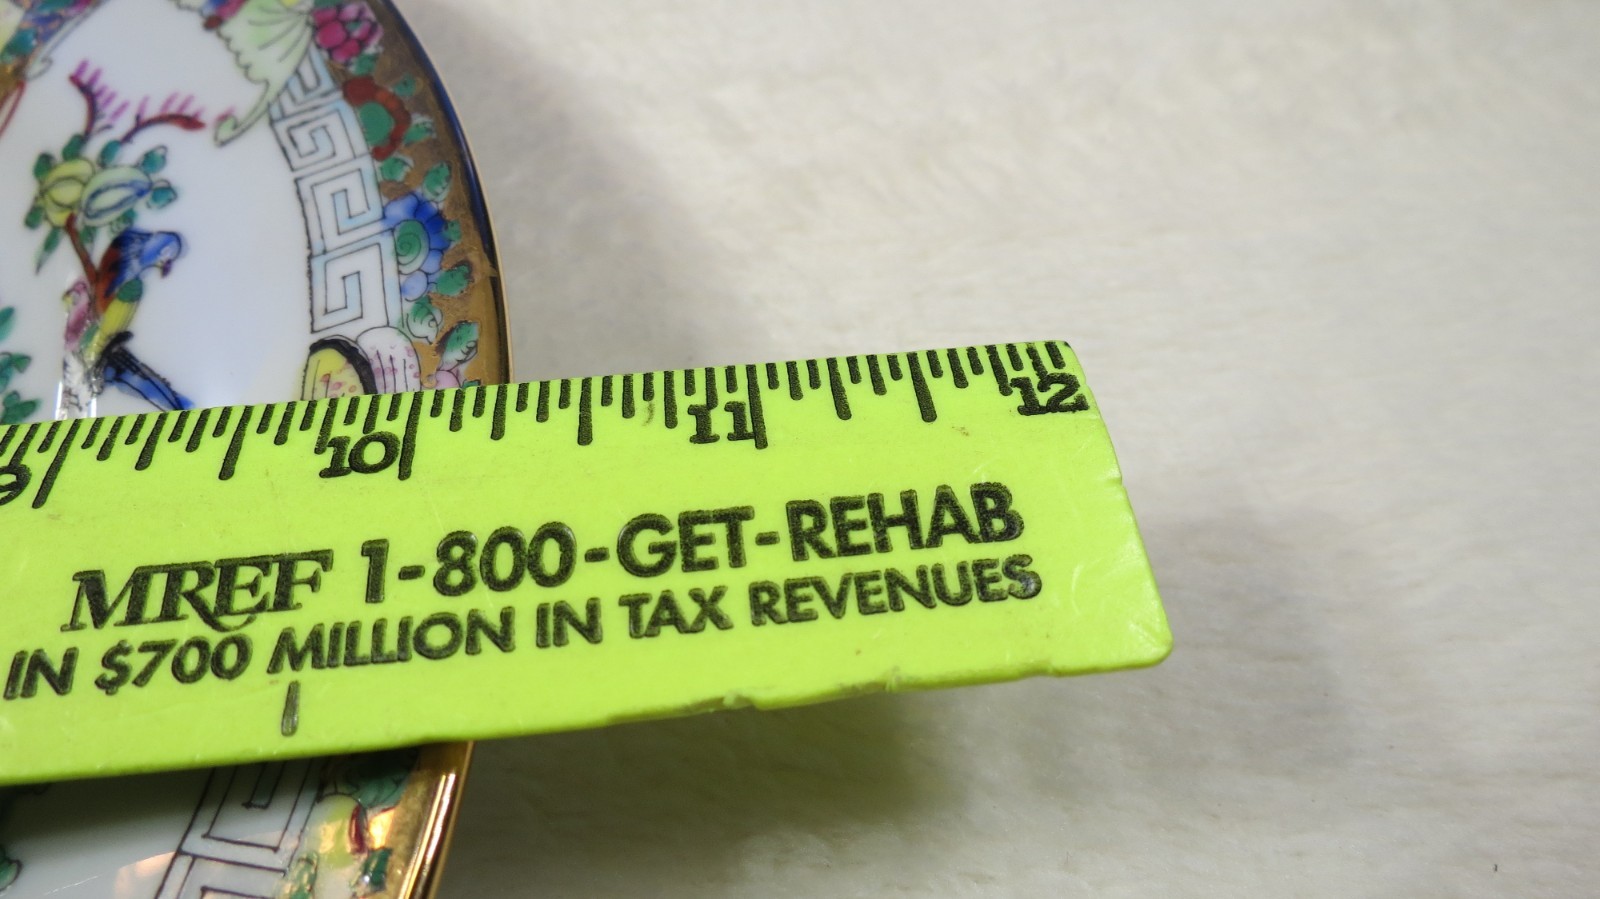 9 10 11 12
MREF 1-800-GET-REHAB
IN $700 MILLION IN TAX REVENUES